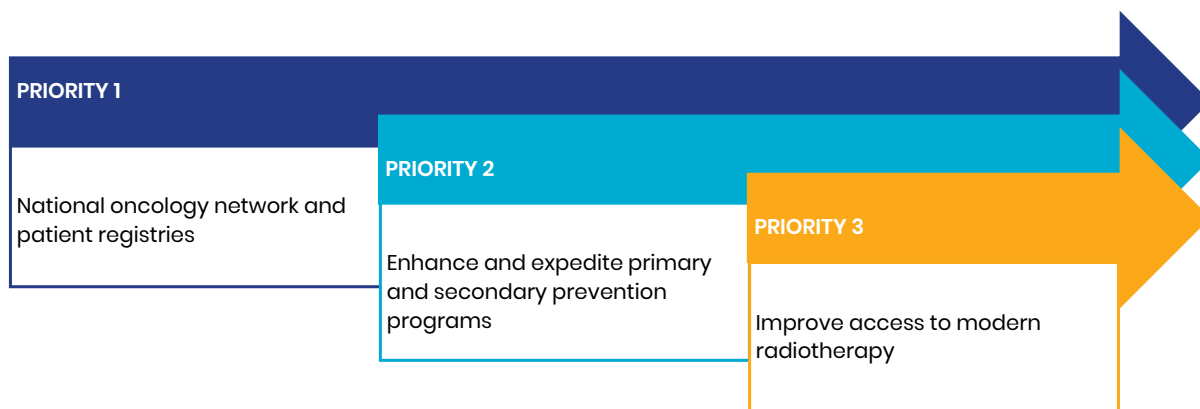 PRIORITY 1
National oncology network and
patient registries
PRIORITY 2
Enhance and expedite primary
and secondary prevention
programs
PRIORITY 3
Improve access to modern
radiotherapy